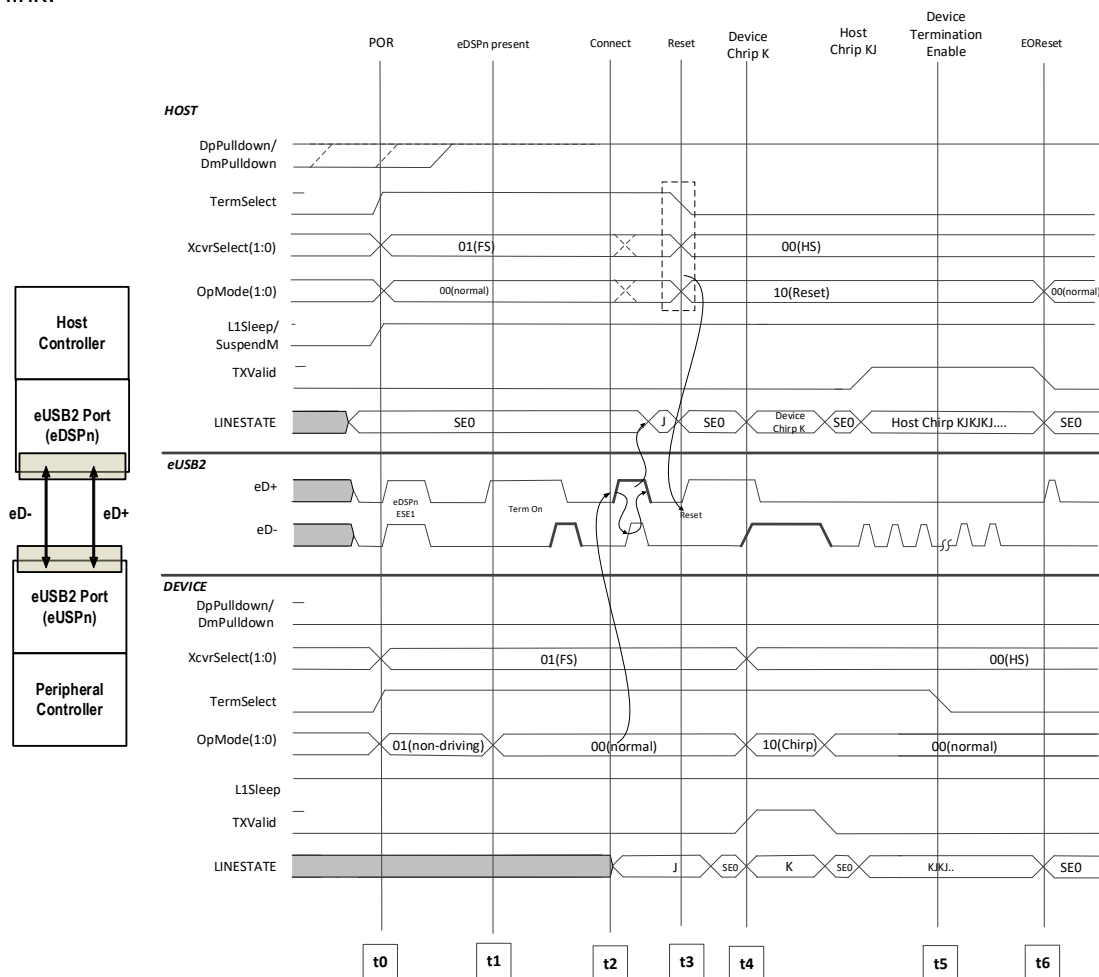 POR
eDSPn present
Connect
Reset
Device
Chrip K
Host
Chrip KJ
Device
Termination
Enable
EOReset
HOST
DpPulldown/
DmPulldown
TermSelect
XcvrSelect(1:0)
01(FS)
00(HS)
OpMode(1:0)
00(normal)
10(Reset)
00(normal)
L1Sleep/
SuspendM
TXValid
LINESTATE
SE0
J
SE0
Device
Chirp K
SE0
Host Chirp KJKJKJ....
SE0
eUSB2
eD+
eDSPn
ESE1
Term On
Reset
eD-
DEVICE
DpPulldown/
DmPulldown
XcvrSelect(1:0)
01(FS)
00(HS)
TermSelect
OpMode(1:0)
01(non-driving)
00(normal)
10(Chirp)
00(normal)
L1Sleep
TXValid
LINESTATE
J
SE0
K
SE0
KJKJ..
SE0
t0
t1
t2
t3
t4
t5
t6
Host
Controller
eUSB2 Port
(eDSPn)
eD-
eD+
eUSB2 Port
(eUSPn)
Peripheral
Controller